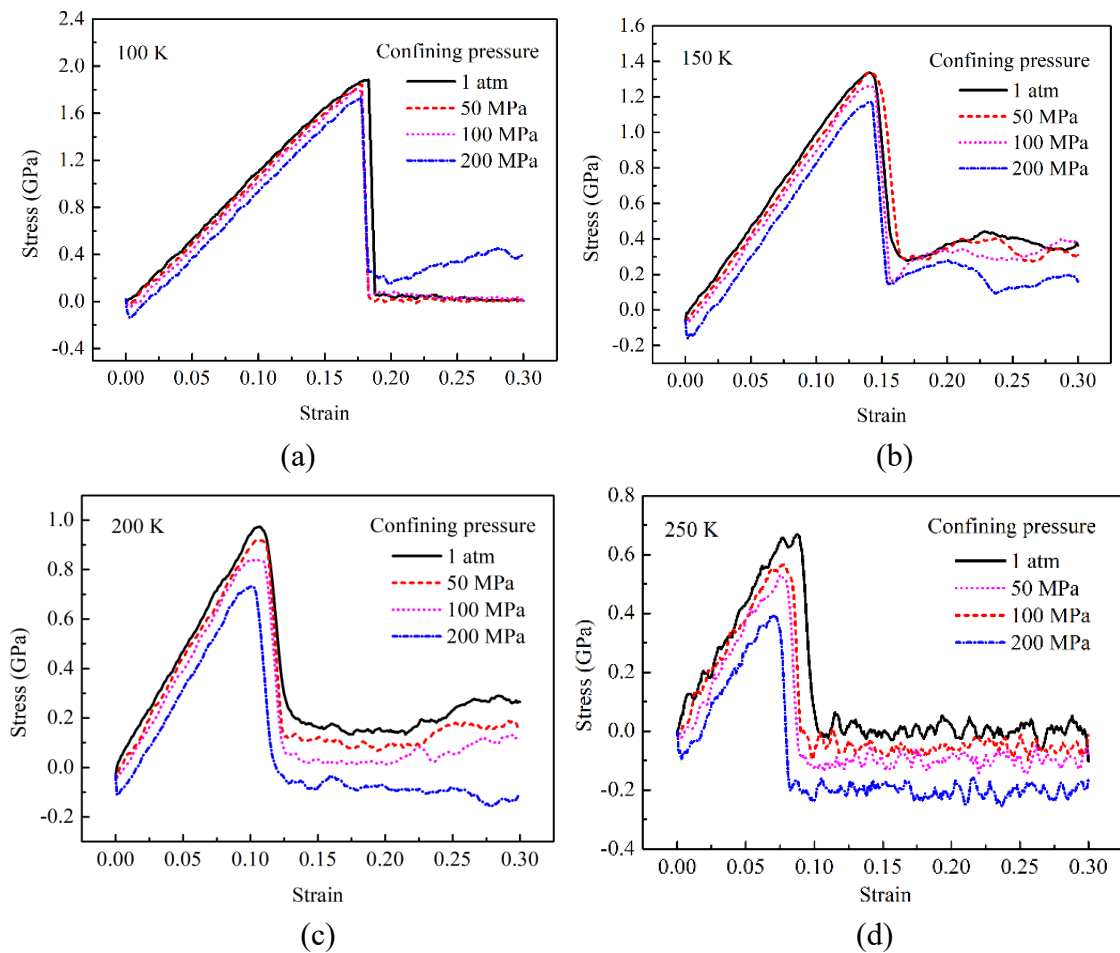 100 K
Confining pressure
1 atm
50 MPa
100 MPa
200 MPa
2.4
2.0
1.6
1.2
0.8
0.4
0.0
-0.4
Stress (GPa)
0.00 0.05 0.10 0.15 0.20 0.25 0.30
Strain
(a)
150 K
Confining pressure
1 atm
50 MPa
100 MPa
200 MPa
1.6
1.4
1.2
1.0
0.8
0.6
0.4
0.2
0.0
-0.2
Stress (GPa)
0.00 0.05 0.10 0.15 0.20 0.25 0.30
Strain
(b)
200 K
Confining pressure
1 atm
50 MPa
100 MPa
200 MPa
1.0
0.8
0.6
0.4
0.2
0.0
-0.2
Stress (GPa)
0.00 0.05 0.10 0.15 0.20 0.25 0.30
Strain
(c)
250 K
Confining pressure
1 atm
50 MPa
100 MPa
200 MPa
0.8
0.6
0.4
0.2
0.0
-0.2
-0.4
Stress (GPa)
0.00 0.05 0.10 0.15 0.20 0.25 0.30
Strain
(d)